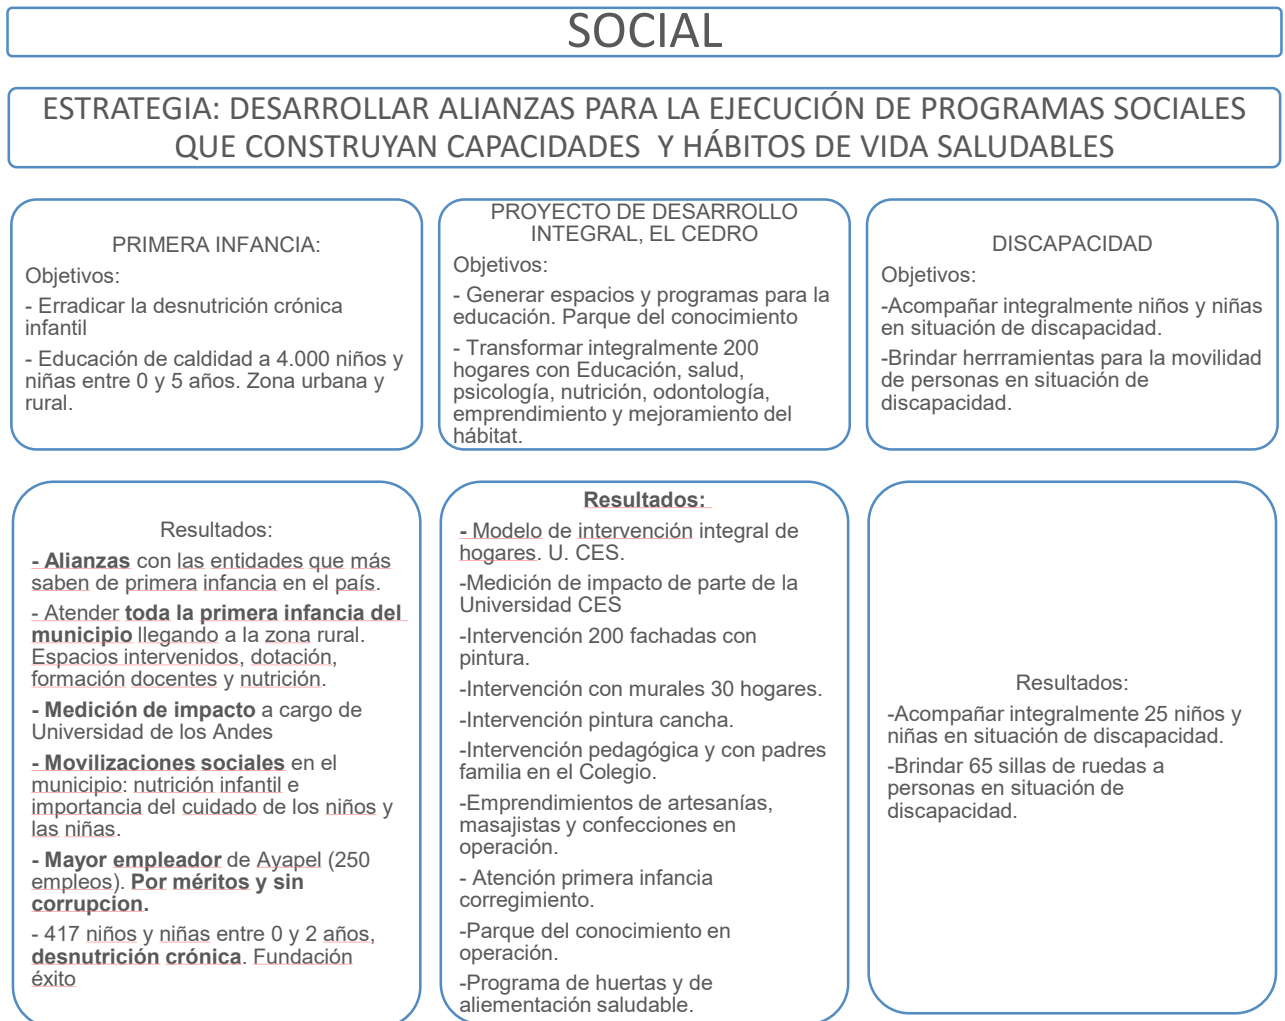 SOCIAL
ESTRATEGIA: DESARROLLAR ALIANZAS PARA LA EJECUCIÓN DE PROGRAMAS SOCIALES
QUE CONSTRUYAN CAPACIDADES Y HÁBITOS DE VIDA SALUDABLES
PRIMERA INFANCIA:
Objetivos:
- Erradicar la desnutrición crónica
infantil
- Educación de caldidad a 4.000 niños y
niñas entre 0 y 5 años. Zona urbana y
rural.
PROYECTO DE DESARROLLO
INTEGRAL, EL CEDRO
Objetivos:
- Generar espacios y programas para la
educación. Parque del conocimiento
- Transformar integralmente 200
hogares con Educación, salud,
psicología, nutrición, odontología,
emprendimiento y mejoramiento del
hábitat.
DISCAPACIDAD
Objetivos:
-Acompañar integralmente niños y niñas
en situación de discapacidad.
-Brindar herrramientas para la movilidad
de personas en situación de
discapacidad.
Resultados:
- Alianzas con las entidades que más
saben de primera infancia en el país.
- Atender toda la primera infancia del
municipio llegando a la zona rural.
Espacios intervenidos, dotación,
formación docentes y nutrición.
- Medición de impacto a cargo de
Universidad de los Andes
- Movilizaciones sociales en el
municipio: nutrición infantil e
importancia del cuidado de los niños y
las niñas.
- Mayor empleador de Ayapel (250
empleos). Por méritos y sin
corrupcion.
- 417 niños y niñas entre 0 y 2 años,
desnutrición crónica. Fundación
éxito
Resultados:
- Modelo de intervención integral de
hogares. U. CES.
-Medición de impacto de parte de la
Universidad CES
-Intervención 200 fachadas con
pintura.
-Intervención con murales 30 hogares.
-Intervención pintura cancha.
-Intervención pedagógica y con padres
familia en el Colegio.
-Emprendimientos de artesanías,
masajistas y confecciones en
operación.
- Atención primera infancia
corregimiento.
-Parque del conocimiento en
operación.
-Programa de huertas y de
aliementación saludable.
Resultados:
-Acompañar integralmente 25 niños y
niñas en situación de discapacidad.
-Brindar 65 sillas de ruedas a
personas en situación de
discapacidad.